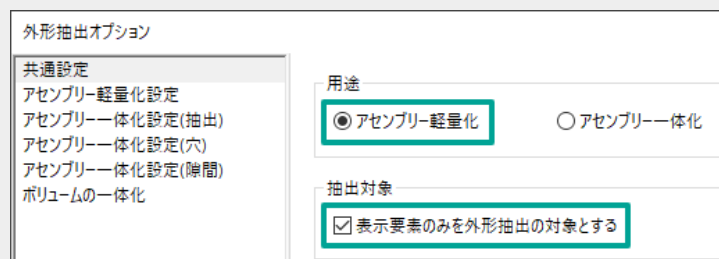 外形抽出オプション
共通設定
アセンブリー軽量化設定
アセンブリー一体化設定(抽出)
アセンブリー一体化設定(穴)
アセンブリー一体化設定(隙間)
ボリュームの一体化
用途
アセンブリー軽量化 アセンブリー一体化
抽出対象
表示要素のみを外形抽出の対象とする